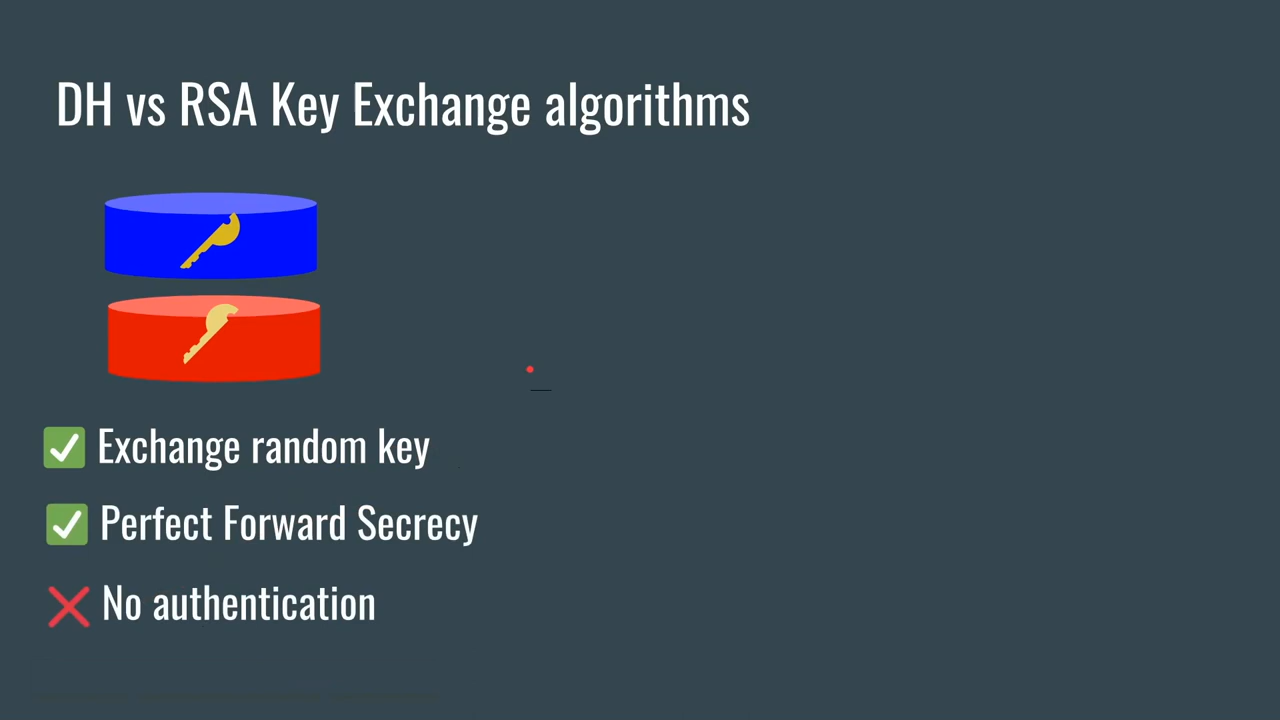 DH vs RSA Key Exchange algorithms
Exchange random key
Perfect Forward Secrecy
No authentication